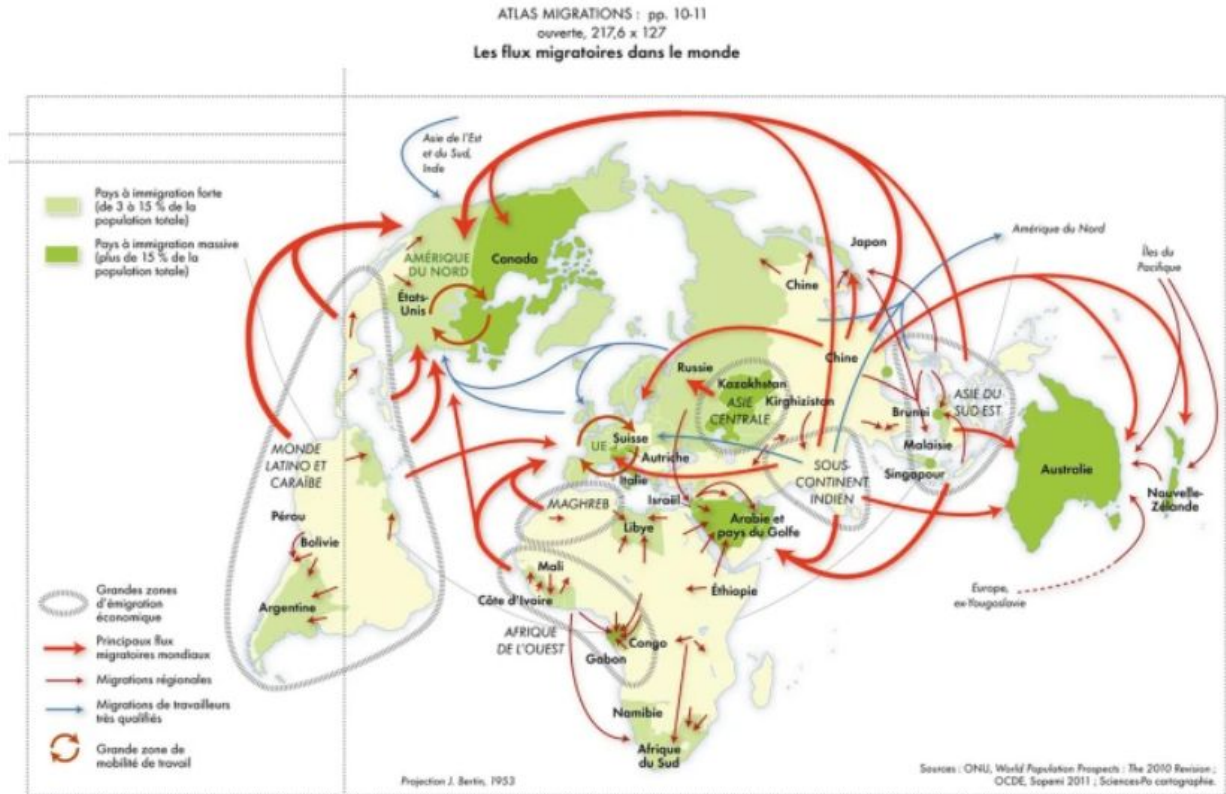 ATLAS MIGRATIONS : pp. 10-11
ouverte, 217,6 x 127
Les flux migratoires dans le monde
Asie de l'Est
et du Sud,
Inde
Pays à immigration forte
(de 3 à 15 % de la
population totale)
Pays à immigration massive
(plus de 15 % de la
population totale)
AMÉRIQUE
DU NORD
Canada
États-
Unis
Japon
Chine
Amérique du Nord
Îles du
Pacifique
Chine
Russie
Kazakhstan
ASIE
CENTRALE
Kirghizistan
Brunei
ASIE DU
SUD-EST
Malaisie
Singapour
UE
Suisse
Autriche
Italie
SOUS-
CONTINENT
INDIEN
Australie
Nouvelle-
Zélande
MONDE
LATINO ET
CARAÏBE
MAGHREB
Israël
Libye
Arabie et
pays du Golfe
Pérou
Bolivie
Argentine
Mali
Côte d'Ivoire
Éthiopie
AFRIQUE
DE L'OUEST
Congo
Gabon
Europe,
ex-Yougoslavie
Namibie
Afrique
du Sud
Grandes zones
d'émigration
économique
Principaux flux
migratoires mondiaux
Migrations régionales
Migrations de travailleurs
très qualifiés
Grande zone de
mobilité de travail
Projection J. Bertin, 1953
Sources : ONU, World Population Prospects : The 2010 Revision ;
OCDE, Sopemi 2011 ; Sciences-Po cartographie.